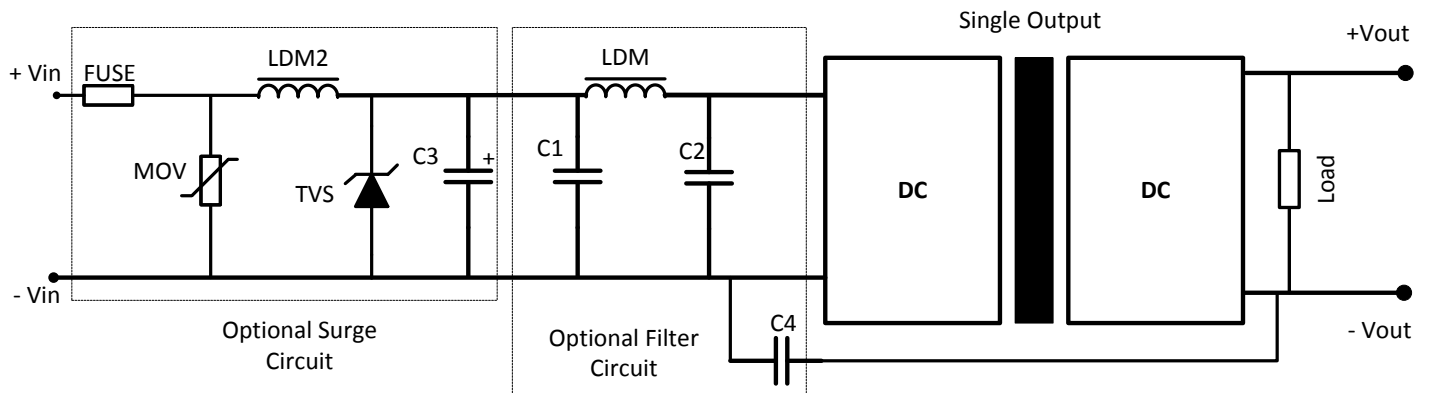 Single Output
+ Vin
FUSE
LDM2
LDM
+Vout
MOV
TVS
C3
+
C1
C2
DC
DC
Load
- Vin
- Vout
Optional Surge
Circuit
Optional Filter
Circuit
C4